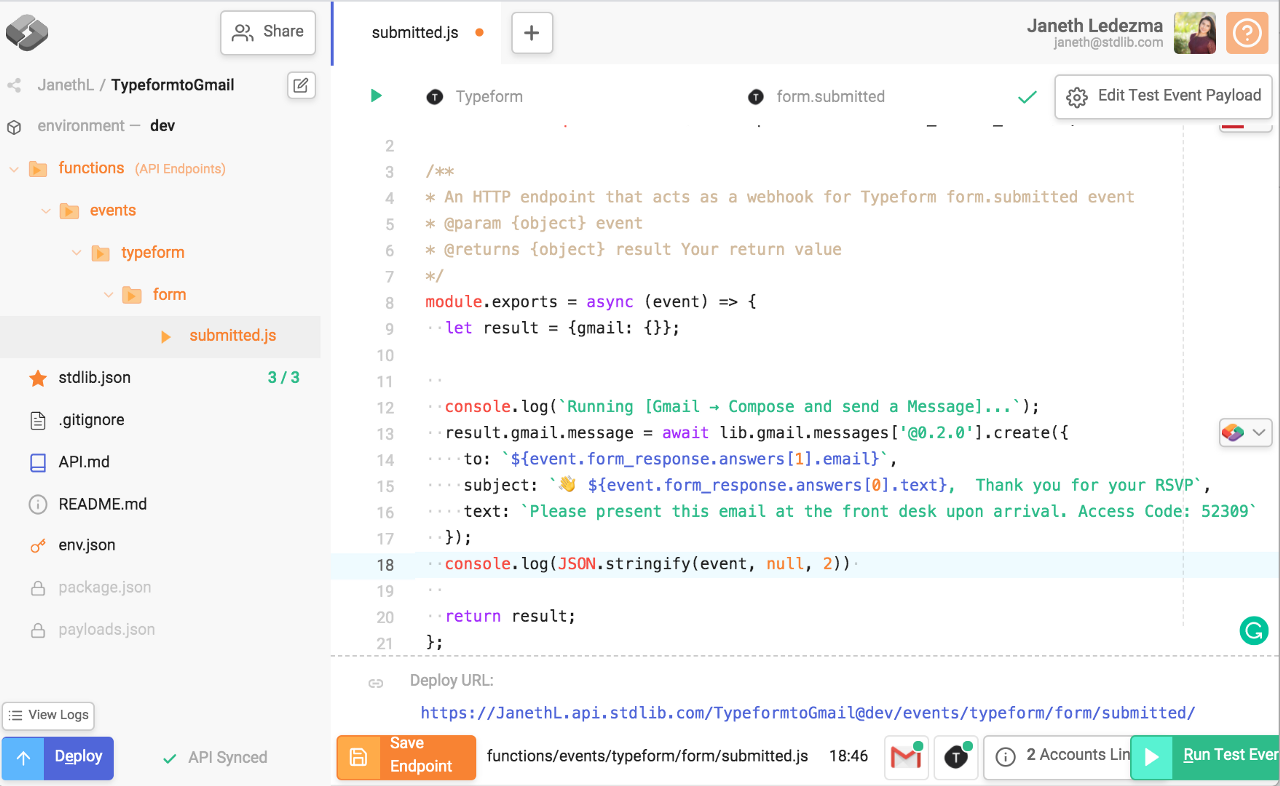 Share
submitted.js
+
Janeth Ledezma
janeth@stdlib.com
JanethL / TypeformtoGmail
Typeform
form.submitted
Edit Test Event Payload
environment — dev
functions (API Endpoints)
events
typeform
form
submitted.js
stdlib.json 3 / 3
.gitignore
API.md
README.md
env.json
package.json
payloads.json
2
3 /**
4 * An HTTP endpoint that acts as a webhook for Typeform form.submitted event
5 * @param {object} event
6 * @returns {object} result Your return value
7 */
8 module.exports = async (event) => {
9 ··let result = {gmail: {}};
10
11 ··
12 ··console.log(`Running [Gmail → Compose and send a Message]...`);
13 ··result.gmail.message = await lib.gmail.messages['@0.2.0'].create({
14 ····to: `${event.form_response.answers[1].email}`,
15 ····subject: `👋 ${event.form_response.answers[0].text},  Thank you for your RSVP`,
16 ····text: `Please present this email at the front desk upon arrival. Access Code: 52309`
17 ··});
18 ··console.log(JSON.stringify(event, null, 2))·
19 ··
20 ··return result;
21 };
Deploy URL:
https://JanethL.api.stdlib.com/TypeformtoGmail@dev/events/typeform/form/submitted/
View Logs
Deploy
API Synced
Save Endpoint
functions/events/typeform/form/submitted.js
18:46
2 Accounts Lin
Run Test Ever